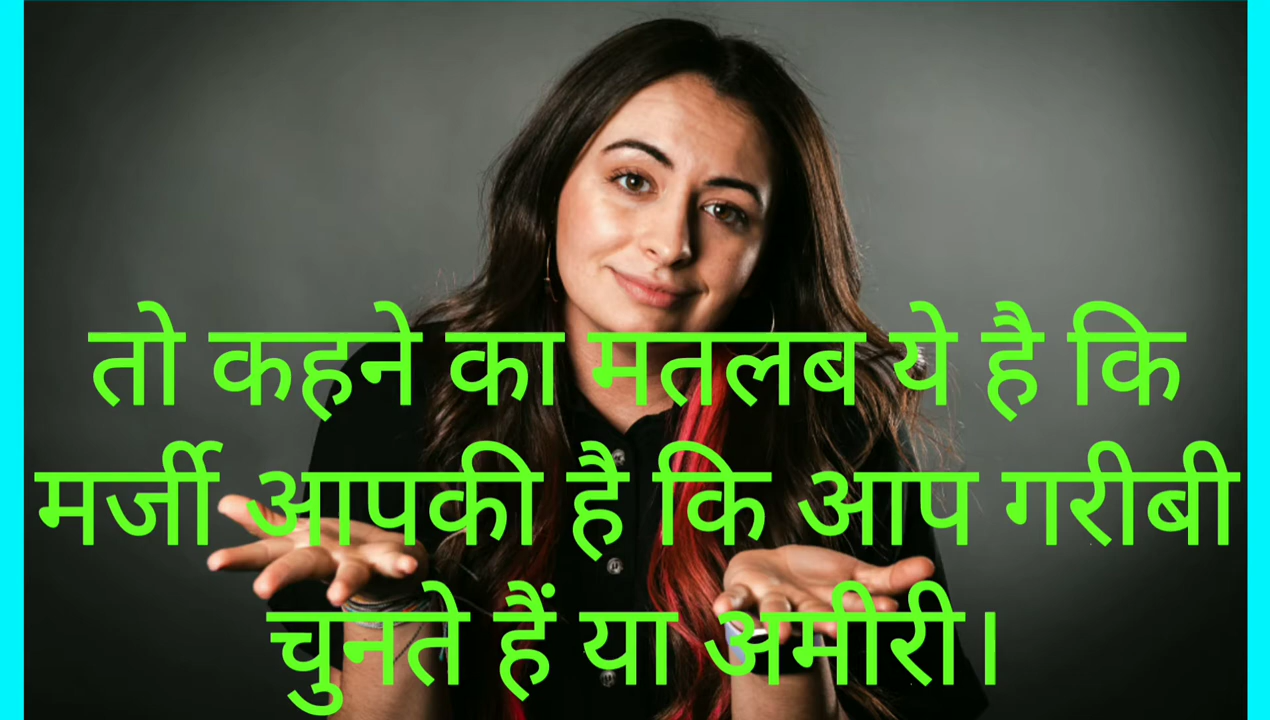 तो कहने का मतलब ये है कि
मर्जी आपकी है कि आप गरीबी
चुनते हैं या अमीरी।